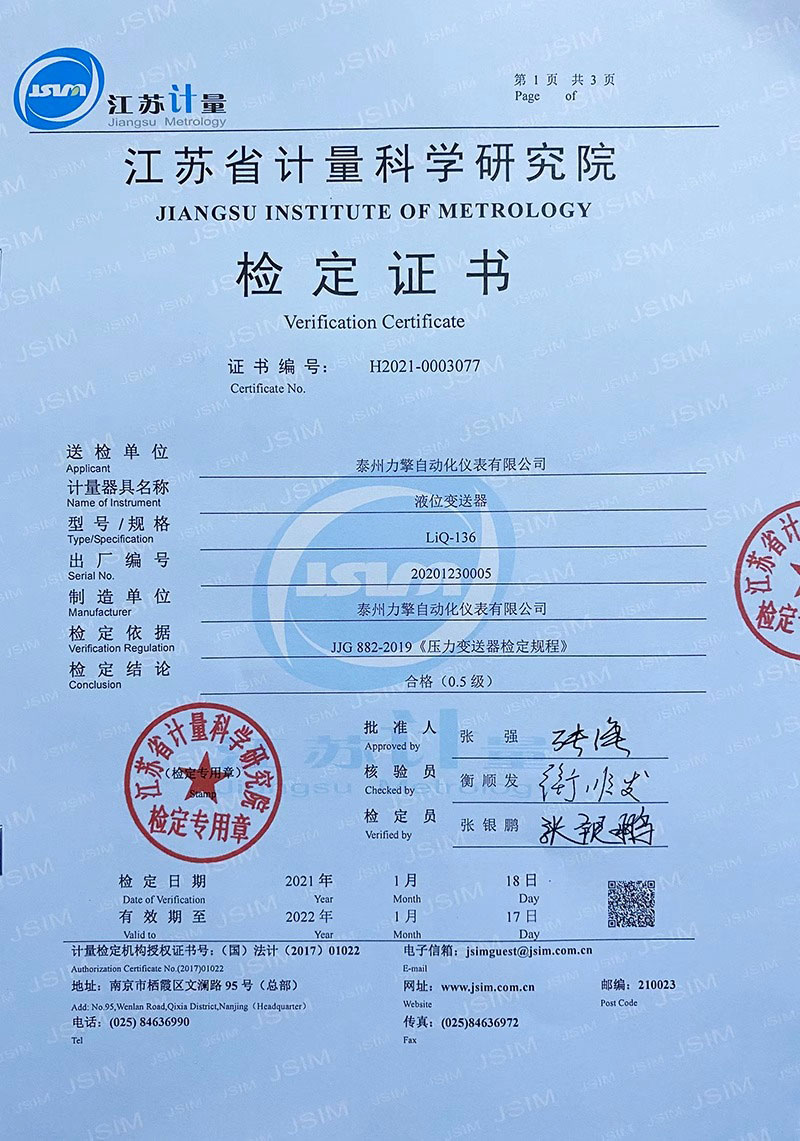 JSIM
江苏计量
Jiangsu Metrology
第 1 页 共 3 页
Page of
江苏省计量科学研究院
JIANGSU INSTITUTE OF METROLOGY
检定证书
Verification Certificate
证书编号: H2021-0003077
Certificate No.
送检单位 泰州力擎自动化仪表有限公司
Applicant
计量器具名称 液位变送器
Name of Instrument
型号/规格 LiQ-136
Type/Specification
出厂编号 20201230005
Serial No.
制造单位 泰州力擎自动化仪表有限公司
Manufacturer
检定依据 JJG 882-2019《压力变送器检定规程》
Verification Regulation
检定结论 合格（0.5 级）
Conclusion
江苏省计量科学研究院
（检定专用章）
Stamp
检定专用章
江苏省计
检定专
批准人 张强
Approved by
核验员 衡顺发
Checked by
检定员 张银鹏
Verified by
检定日期 2021 年 1 月 18 日
Date of Verification Year Month Day
有效期至 2022 年 1 月 17 日
Valid to Year Month Day
计量检定机构授权证书号:（国）法计（2017）01022 电子信箱: jsimguest@jsim.com.cn
Authorization Certificate No.(2017)01022 E-mail
地址: 南京市栖霞区文澜路 95 号（总部） 网址: www.jsim.com.cn 邮编: 210023
Add: No.95,Wenlan Road,Qixia District,Nanjing（Headquarter） Website Post Code
电话: (025) 84636990 传真: (025)84636972
Tel Fax